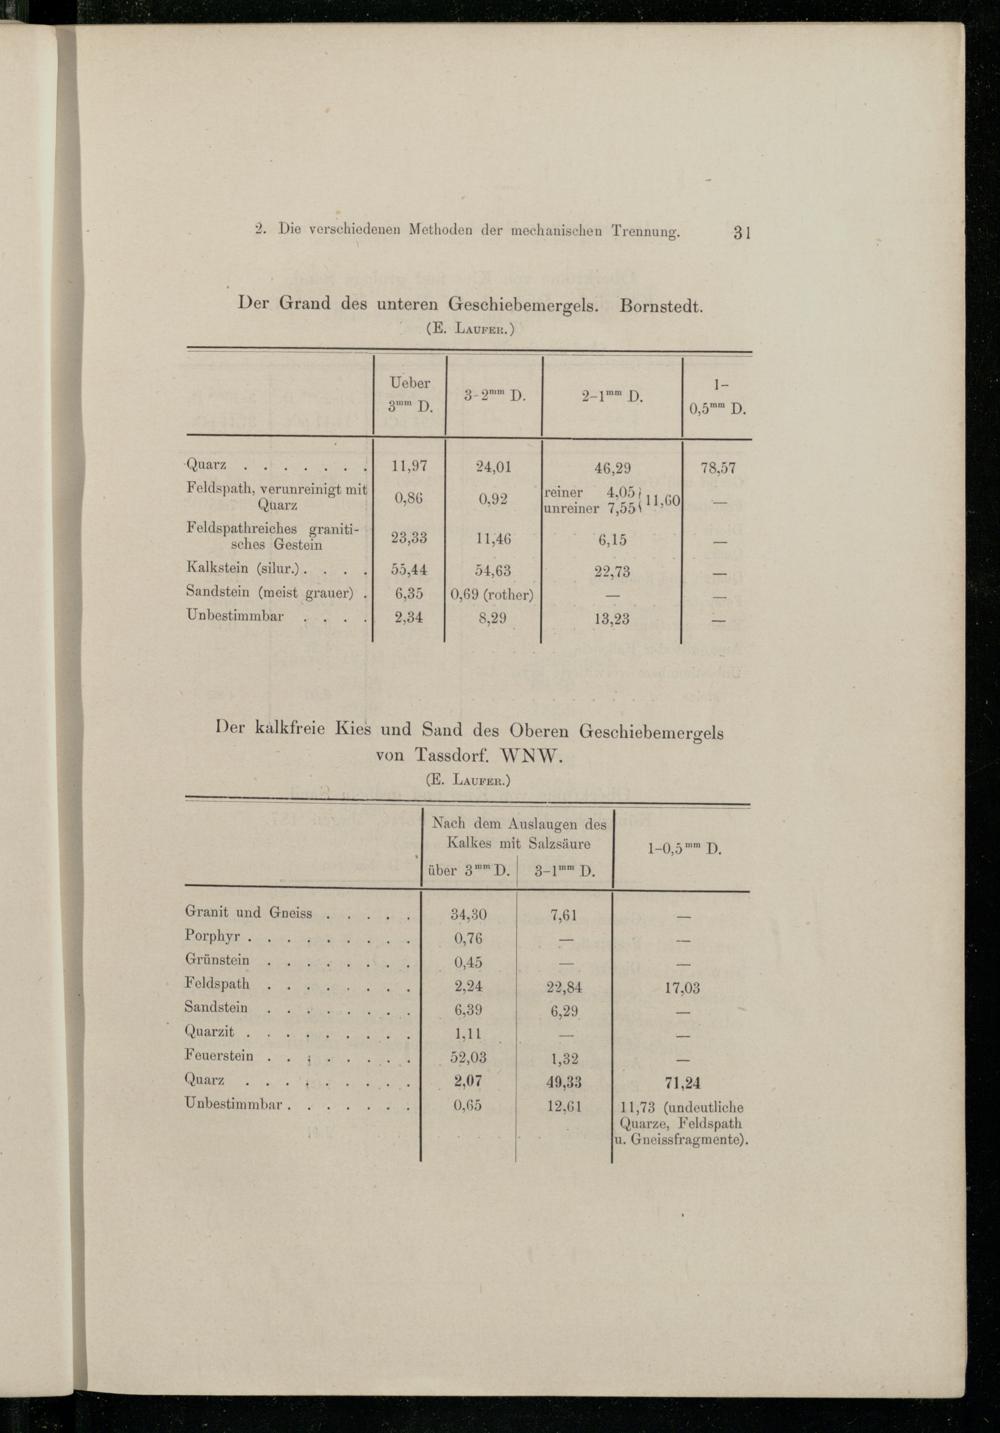 2. Die verschiedenen Methoden der mechanischen Trennung. 31
Der Grand des unteren Geschiebemergels. Bornstedt.
(E. LAUFER.)
Ueber 3mm D. 3-2mm D. 2-1mm D. 1-0,5mm D.
Quarz . . . . . . . 11,97 24,01 46,29 78,57
Feldspath, verunreinigt mit
Quarz 0,86 0,92 reiner 4,05 unreiner 7,55 11,60 —
Feldspathreiches graniti-
sches Gestein 23,33 11,46 6,15 —
Kalkstein (silur.) . . . . 55,44 54,63 22,73 —
Sandstein (meist grauer) . 6,35 0,69 (rother) — —
Unbestimmbar . . . . 2,34 8,29 13,23 —
Der kalkfreie Kies und Sand des Oberen Geschiebemergels
von Tassdorf. WNW.
(E. LAUFER.)
Nach dem Auslaugen des
Kalkes mit Salzsäure
über 3mm D. 3-1mm D. 1-0,5mm D.
Granit und Gneiss . . . . . 34,30 7,61 —
Porphyr . . . . . . . . . 0,76 — —
Grünstein . . . . . . . . 0,45 — —
Feldspath . . . . . . . . 2,24 22,84 17,03
Sandstein . . . . . . . . 6,39 6,29 —
Quarzit . . . . . . . . . 1,11 — —
Feuerstein . . . . . . . . 52,03 1,32 —
Quarz . . . . . . . . . 2,07 49,33 71,24
Unbestimmbar . . . . . . . 0,65 12,61 11,73 (undeutliche
Quarze, Feldspath
u. Gneissfragmente).